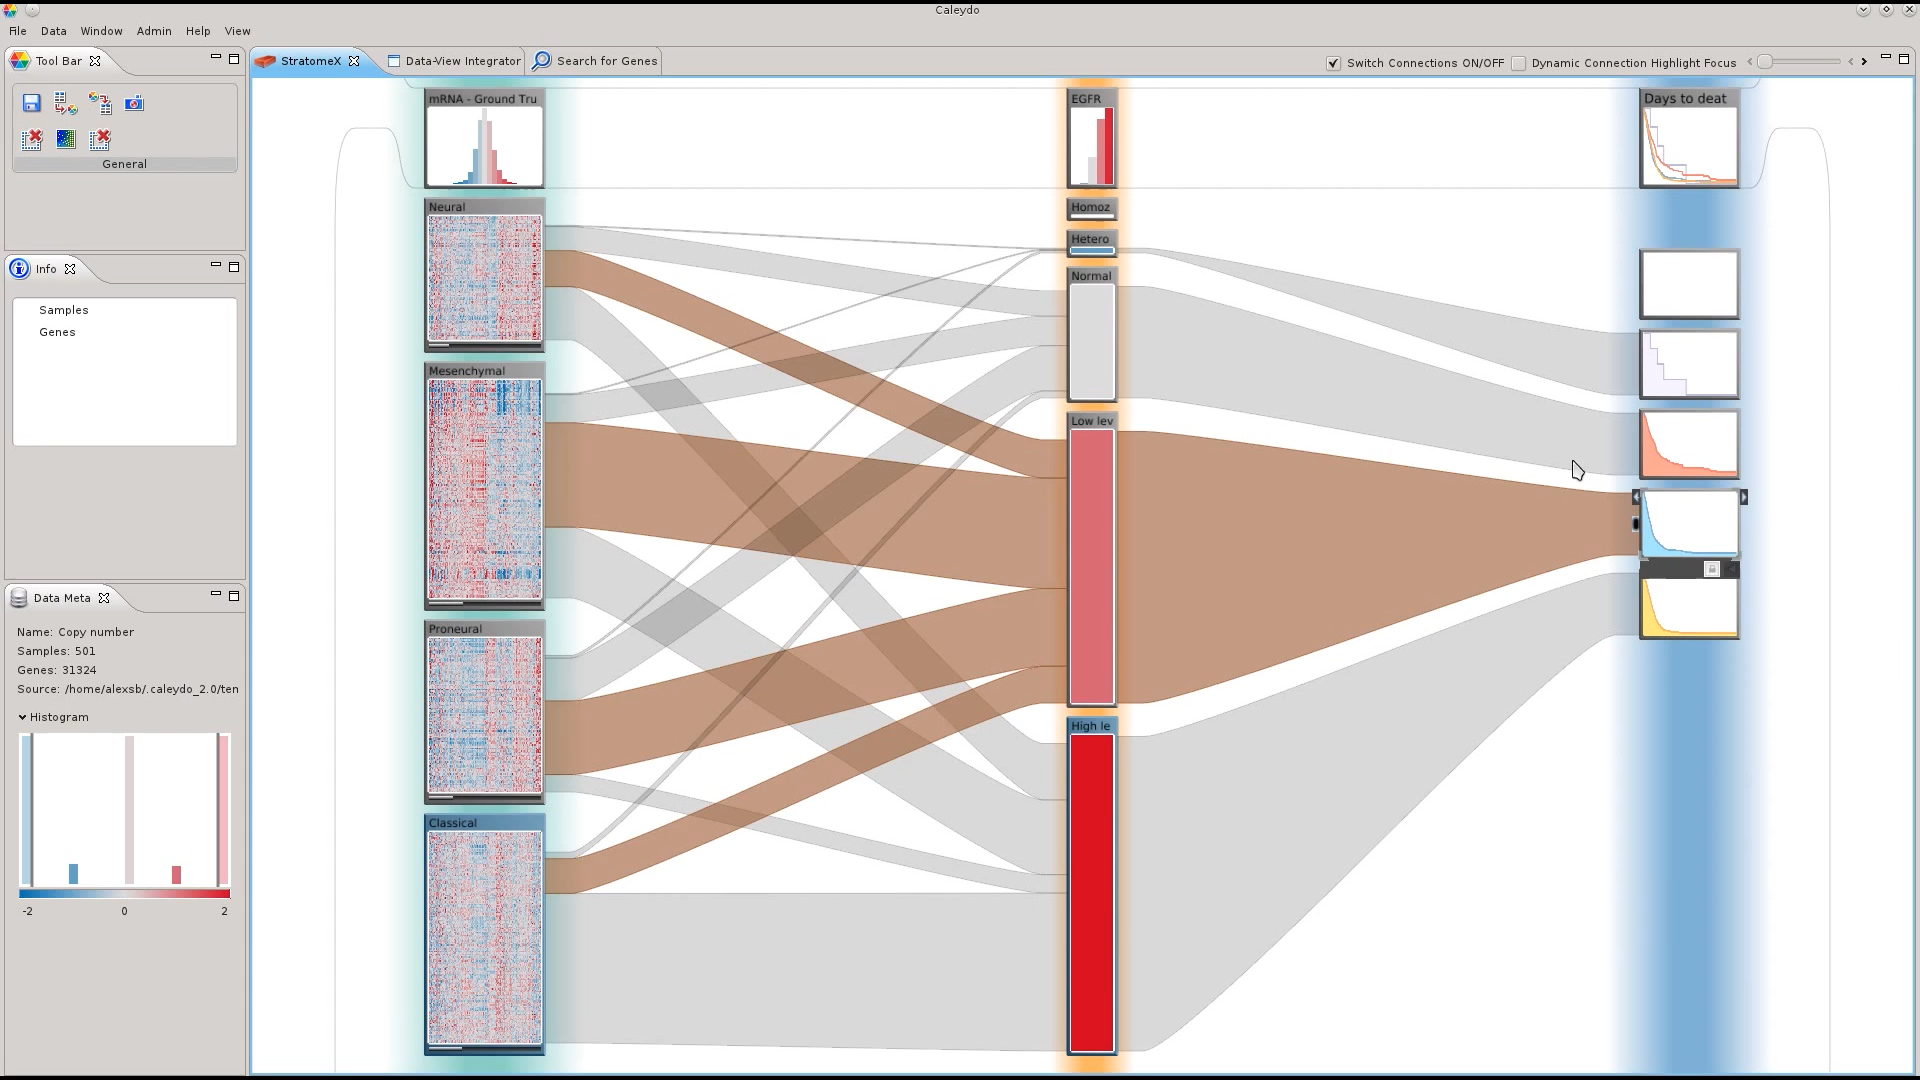 Caleydo
File Data Window Admin Help View
Tool Bar
StratomeX
Data-View Integrator
Search for Genes
Switch Connections ON/OFF
Dynamic Connection Highlight Focus
General
Info
Samples
Genes
Data Meta
Name: Copy number
Samples: 501
Genes: 31324
Source: /home/alexsb/.caleydo_2.0/ten
Histogram
-2 0 2
mRNA - Ground Tru
Neural
Mesenchymal
Proneural
Classical
EGFR
Homoz
Hetero
Normal
Low lev
High le
Days to deat